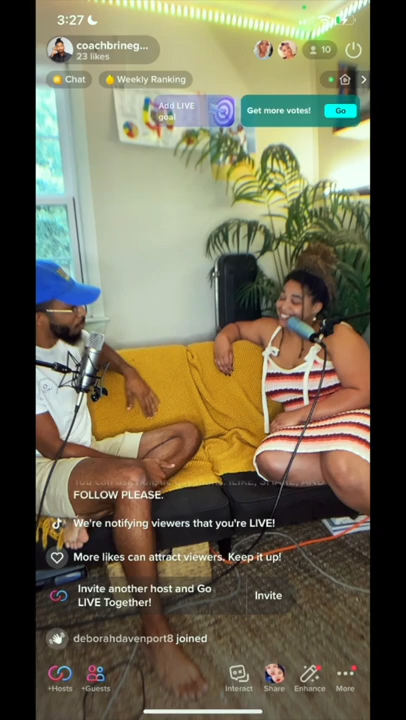 3:27
coachbrineg...
23 likes
10
Chat
Weekly Ranking
Add LIVE
goal
Get more votes!
Go
FOLLOW PLEASE.
We're notifying viewers that you're LIVE!
More likes can attract viewers. Keep it up!
Invite another host and Go
LIVE Together!
Invite
deborahdavenport8 joined
+Hosts
+Guests
Interact
Share
Enhance
More